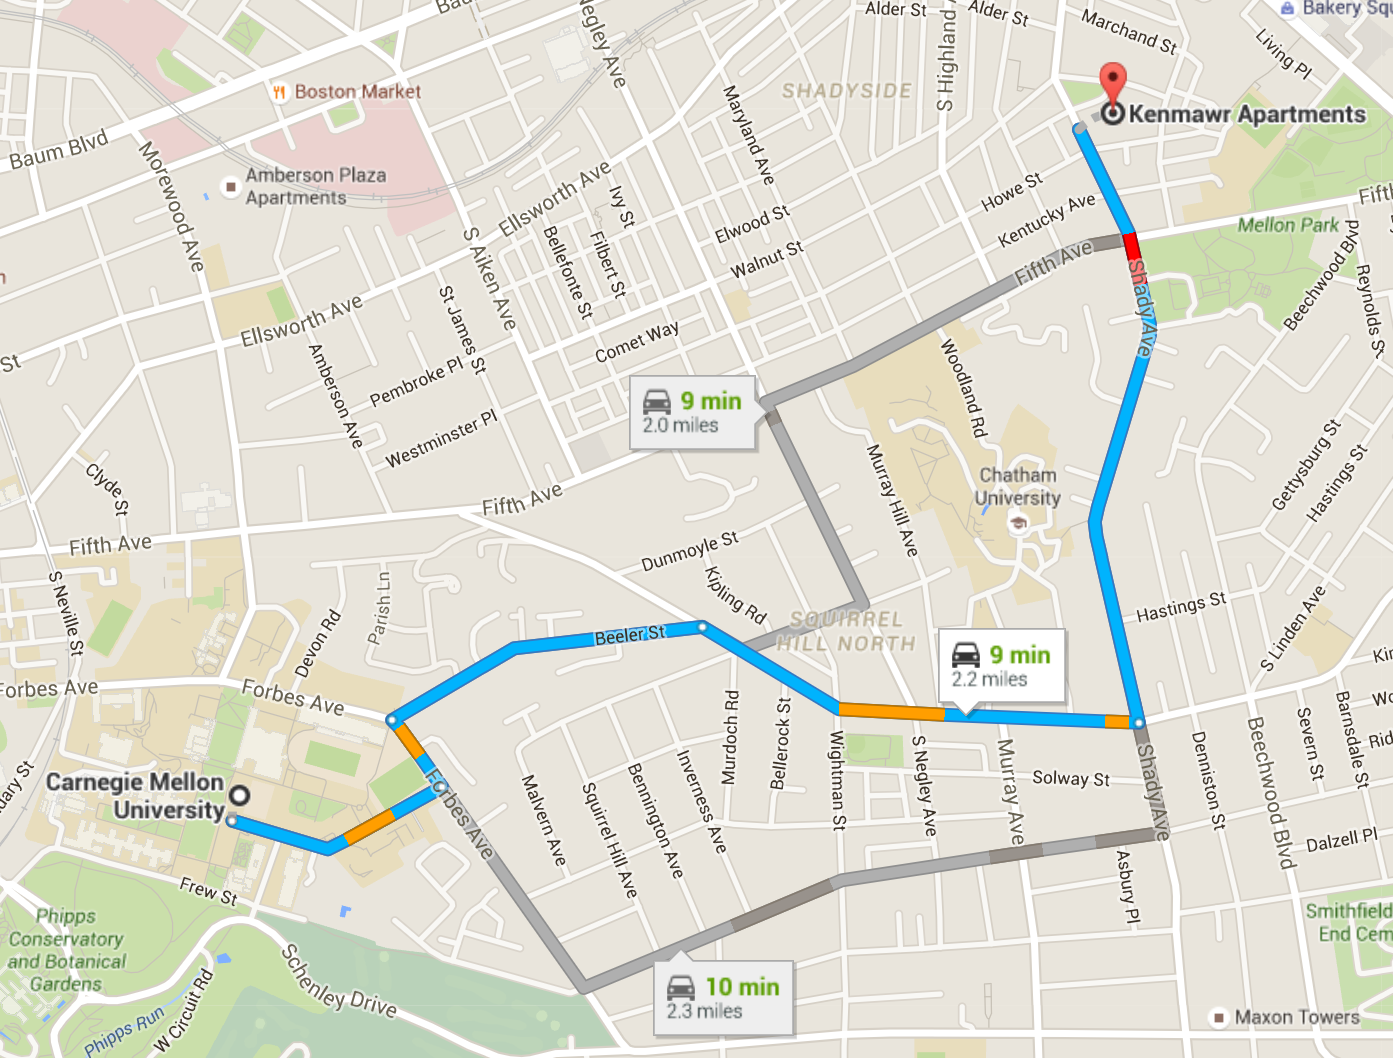 Bakery Squ
Alder St
Alder St
Marchand St
Negley Ave
S Highland
Living Pl
Boston Market
SHADYSIDE
Maryland Ave
Kenmawr Apartments
Baum Blvd
Morewood Ave
Amberson Plaza
Apartments
Ellsworth Ave
Ivy St
Howe St
Kentucky Ave
Elwood St
Fifth
Mellon Park
Filbert St
Bellefonte St
Walnut St
S Aiken Ave
Fifth Ave
Shady Ave
Beechwood Blv
Reynolds St
St James St
Ellsworth Ave
Comet Way
St
Amberson Ave
Pembroke Pl
Woodland Rd
9 min
2.0 miles
Westminster Pl
Murray Hill Ave
Gettysburg St
Hastings St
Clyde St
Chatham
University
Fifth Ave
Fifth Ave
Dunmoyle St
S Neville St
Parish Ln
Kipling Rd
Hastings St
S Linden Ave
Devon Rd
Beeler St
SQUIRREL
HILL NORTH
9 min
2.2 miles
Forbes Ave
Forbes Ave
Murdoch Rd
Bellerock St
Wightman St
S Negley Ave
Murray Ave
Shady Ave
Denniston St
Beechwood Blvd
Severn St
Barnsdale St
Carnegie Mellon
University
Forbes Ave
Malvern Ave
Squirrel Hill Ave
Bennington Ave
Inverness Ave
Solway St
Asbury Pl
Dalzell Pl
Frew St
Phipps
Conservatory
and Botanical
Gardens
Smithfield
End Cem
Schenley Drive
W Circuit Rd
Phipps Run
10 min
2.3 miles
Maxon Towers